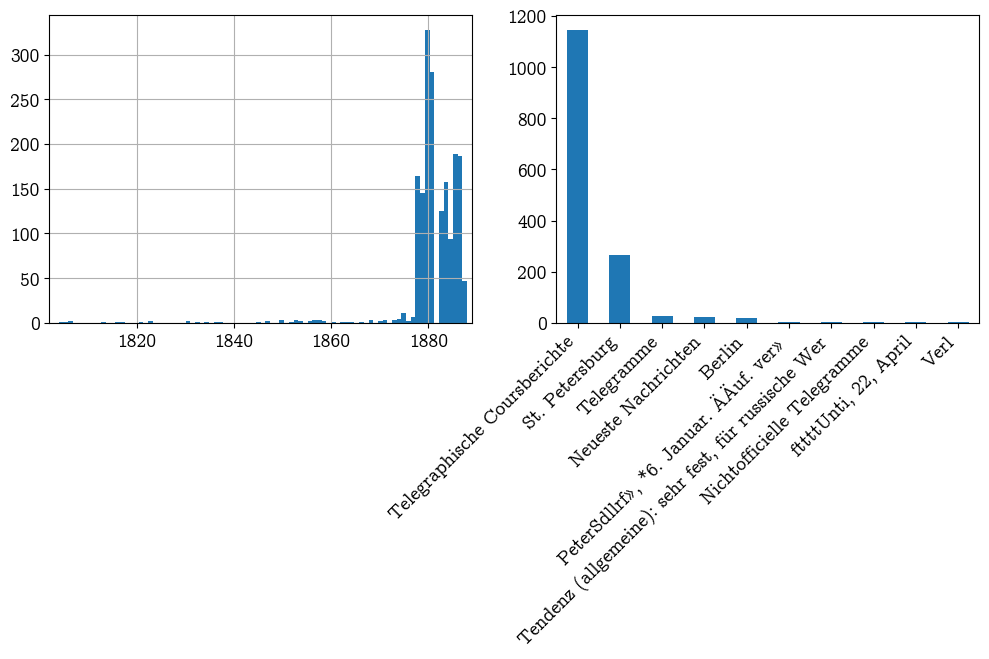 300
250
200
150
100
50
0
1820
1840
1860
1880
1200
1000
800
600
400
200
0
Telegraphische Coursberichte
St. Petersburg
Telegramme
Neueste Nachrichten
Berlin
PeterSdllrf», *6. Januar. ÄÄuf. ver»
Tendenz (allgemeine): sehr fest, für russische Wer
Nichtofficielle Telegramme
fttttUnti, 22, April
Verl